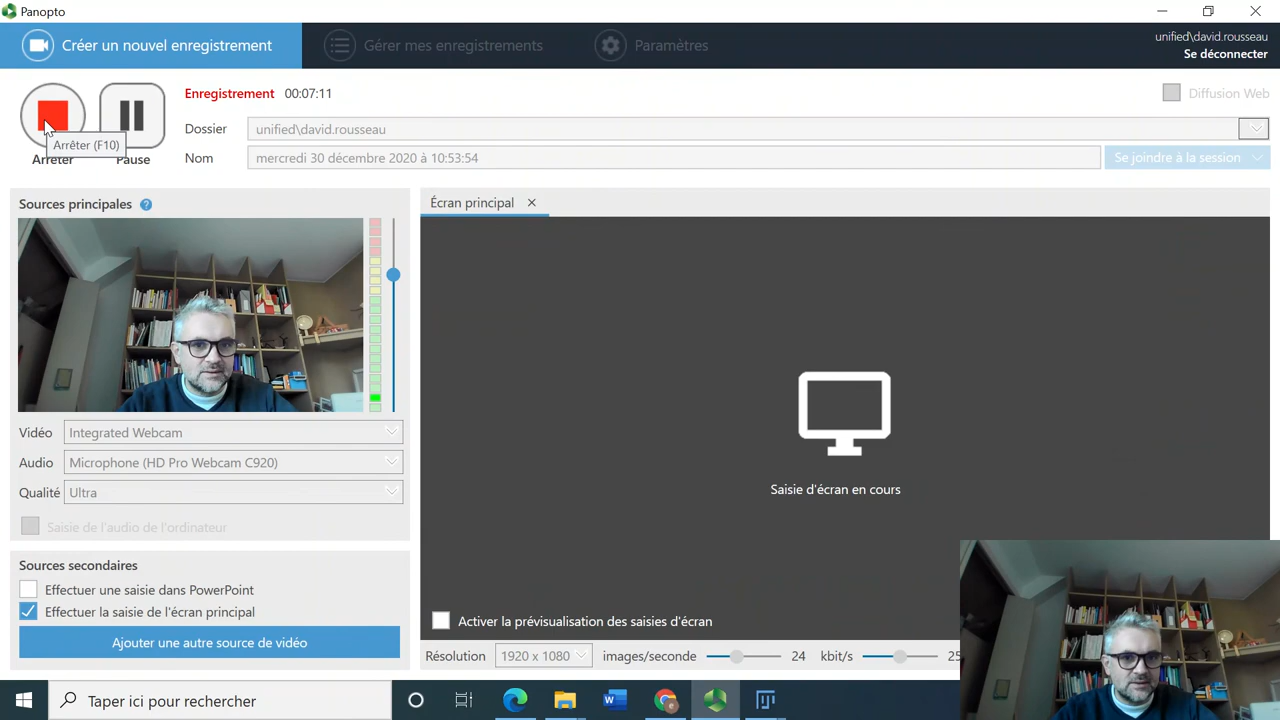 Panopto
Créer un nouvel enregistrement
Gérer mes enregistrements
Paramètres
unified\david.rousseau
Se déconnecter
Enregistrement 00:07:11
Diffusion Web
Dossier unified\david.rousseau
Arrêter (F10)
Arrêter Pause
Nom mercredi 30 décembre 2020 à 10:53:54
Se joindre à la session
Sources principales ?
Écran principal
Vidéo Integrated Webcam
Audio Microphone (HD Pro Webcam C920)
Qualité Ultra
Saisie de l'audio de l'ordinateur
Saisie d'écran en cours
Sources secondaires
Effectuer une saisie dans PowerPoint
Effectuer la saisie de l'écran principal
Ajouter une autre source de vidéo
Activer la prévisualisation des saisies d'écran
Résolution 1920 x 1080 images/seconde 24 kbit/s 25
Taper ici pour rechercher